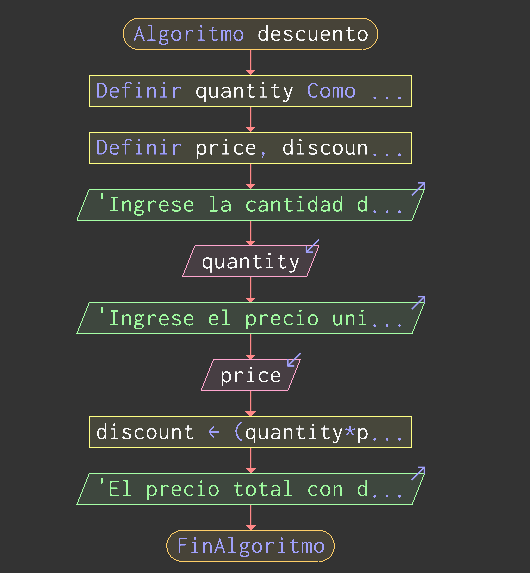 Algoritmo descuento
Definir quantity Como ...
Definir price, discoun...
'Ingrese la cantidad d...
quantity
'Ingrese el precio uni...
price
discount ← (quantity*p...
'El precio total con d...
FinAlgoritmo